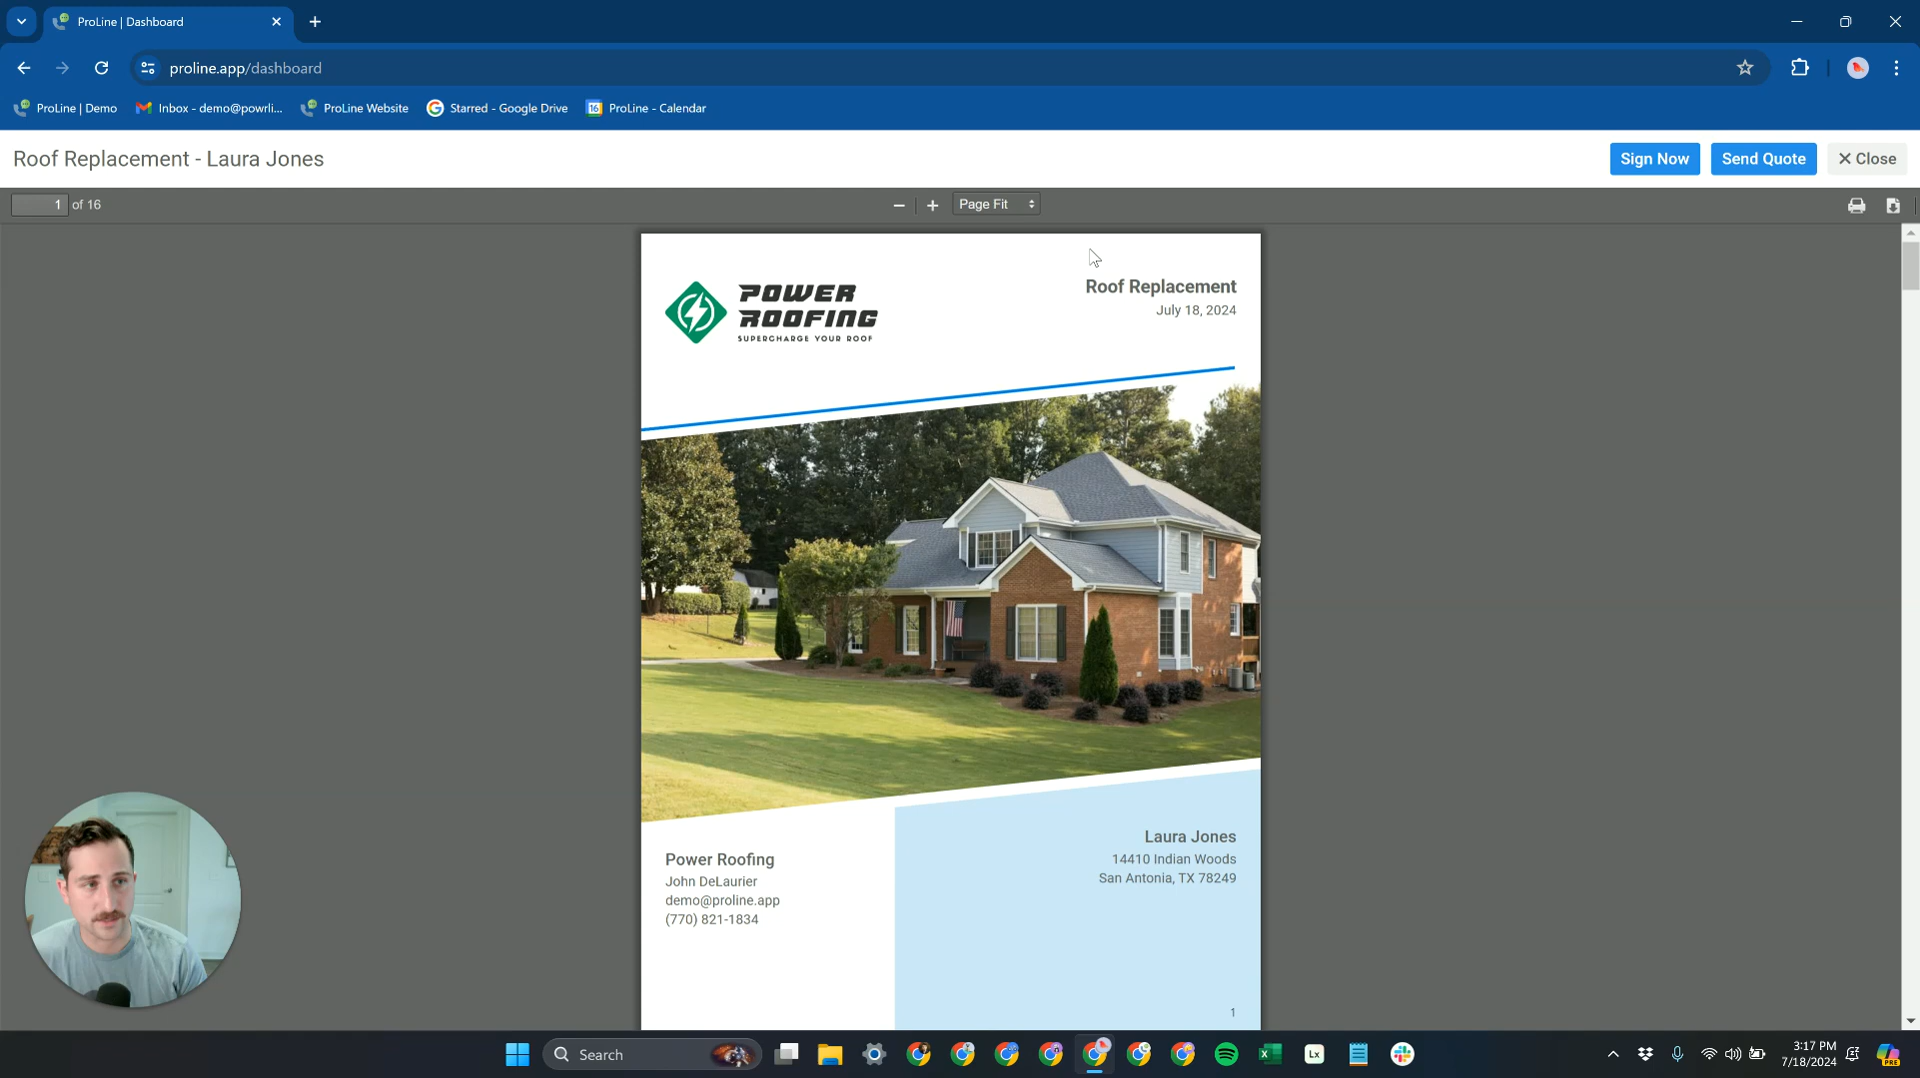 ProLine | Dashboard
proline.app/dashboard
ProLine | Demo
Inbox - demo@powrli...
ProLine Website
Starred - Google Drive
16
ProLine - Calendar
Roof Replacement - Laura Jones
Sign Now
Send Quote
Close
1 of 16
Page Fit
POWER
ROOFING
SUPERCHARGE YOUR ROOF
Roof Replacement
July 18, 2024
Power Roofing
John DeLaurier
demo@proline.app
(770) 821-1834
Laura Jones
14410 Indian Woods
San Antonia, TX 78249
1
Search
Lx
3:17 PM
7/18/2024
PRE